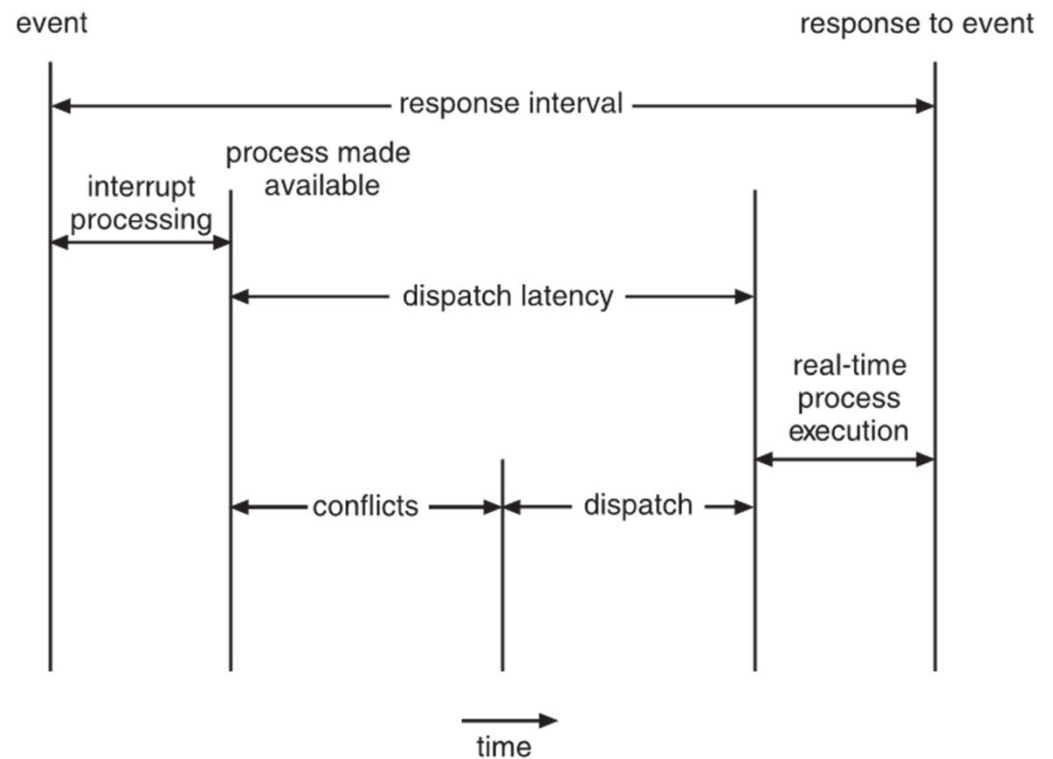 event
response to event
response interval
process made
available
interrupt
processing
dispatch latency
real-time
process
execution
conflicts
dispatch
time